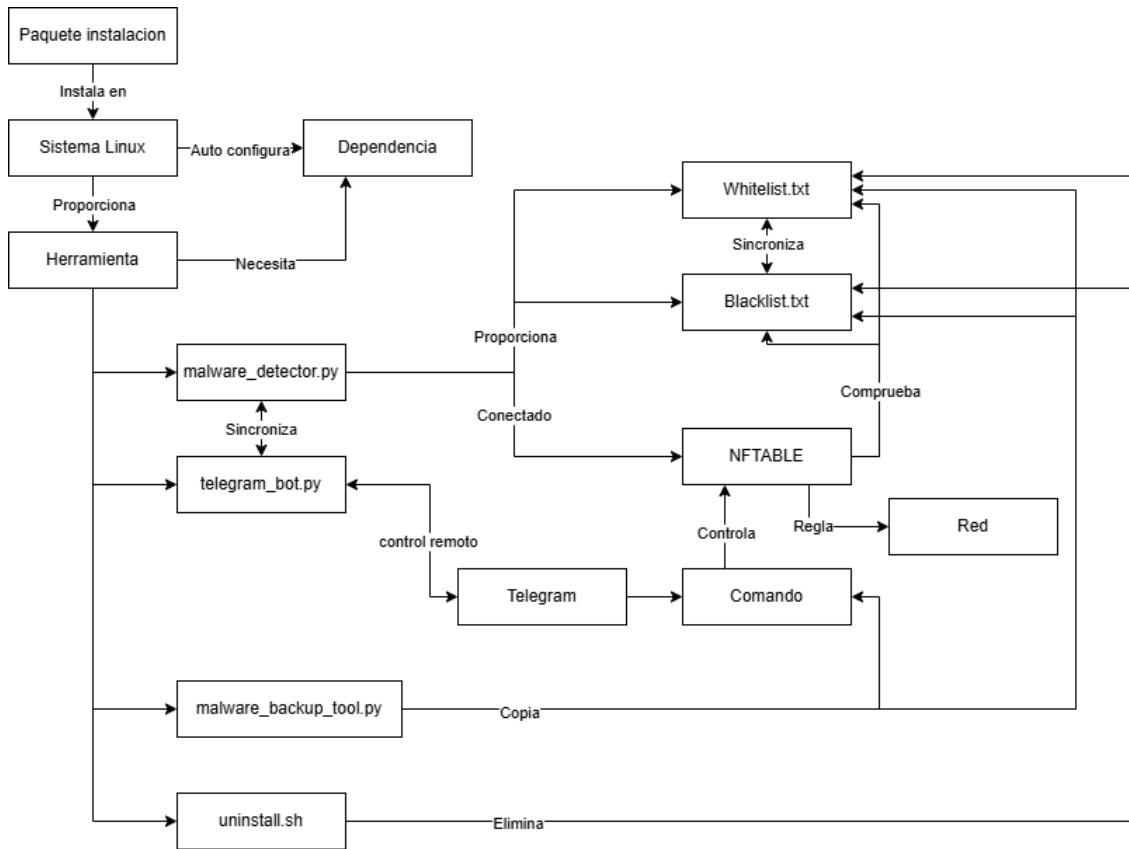 Paquete instalacion
Instala en
Sistema Linux
Auto configura
Dependencia
Proporciona
Herramienta
Necesita
Whitelist.txt
Sincroniza
Blacklist.txt
Proporciona
malware_detector.py
Comprueba
Conectado
Sincroniza
NFTABLE
telegram_bot.py
Controla
Regla
Red
control remoto
Telegram
Comando
malware_backup_tool.py
Copia
uninstall.sh
Elimina